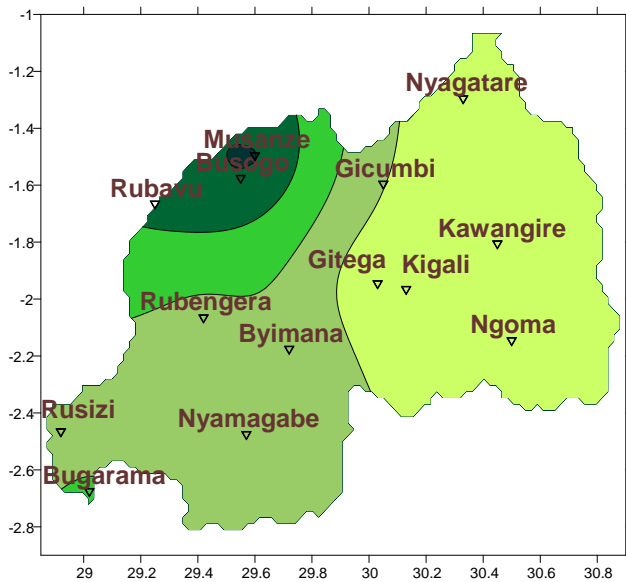 -1
Nyagatare
-1.2
-1.4
Musanze
Busogo
Gicumbi
-1.6
Rubavu
Kawangire
-1.8
Gitega
Kigali
-2
Rubengera
Ngoma
Byimana
-2.2
Rusizi
Nyamagabe
-2.4
Bugarama
-2.6
-2.8
29 29.2 29.4 29.6 29.8 30 30.2 30.4 30.6 30.8